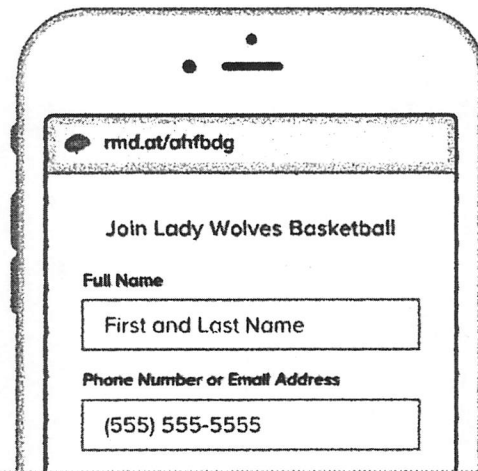 rmd.at/ahfbdg
Join Lady Wolves Basketball
Full Name
First and Last Name
Phone Number or Email Address
(555) 555-5555